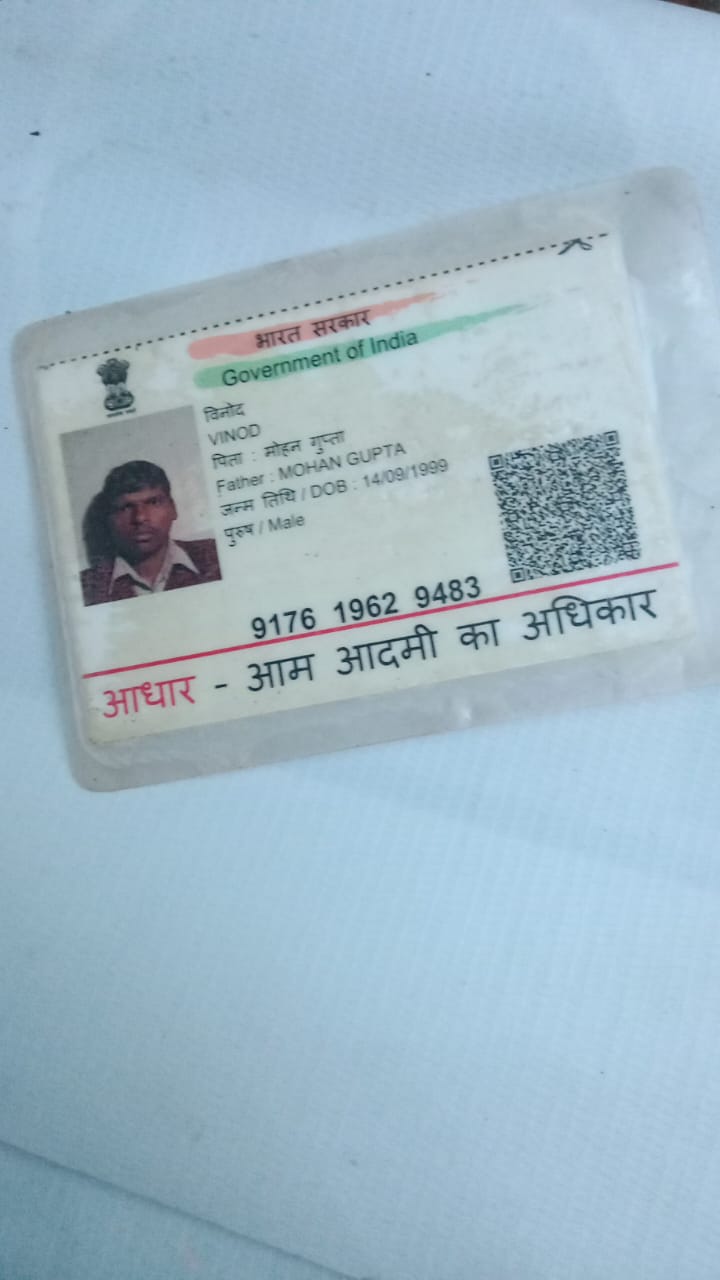 भारत सरकार
Government of India
विनोद
VINOD
पिता : मोहन गुप्ता
Father : MOHAN GUPTA
जन्म तिथि / DOB : 14/09/1999
पुरुष / Male
9176 1962 9483
आधार - आम आदमी का अधिकार